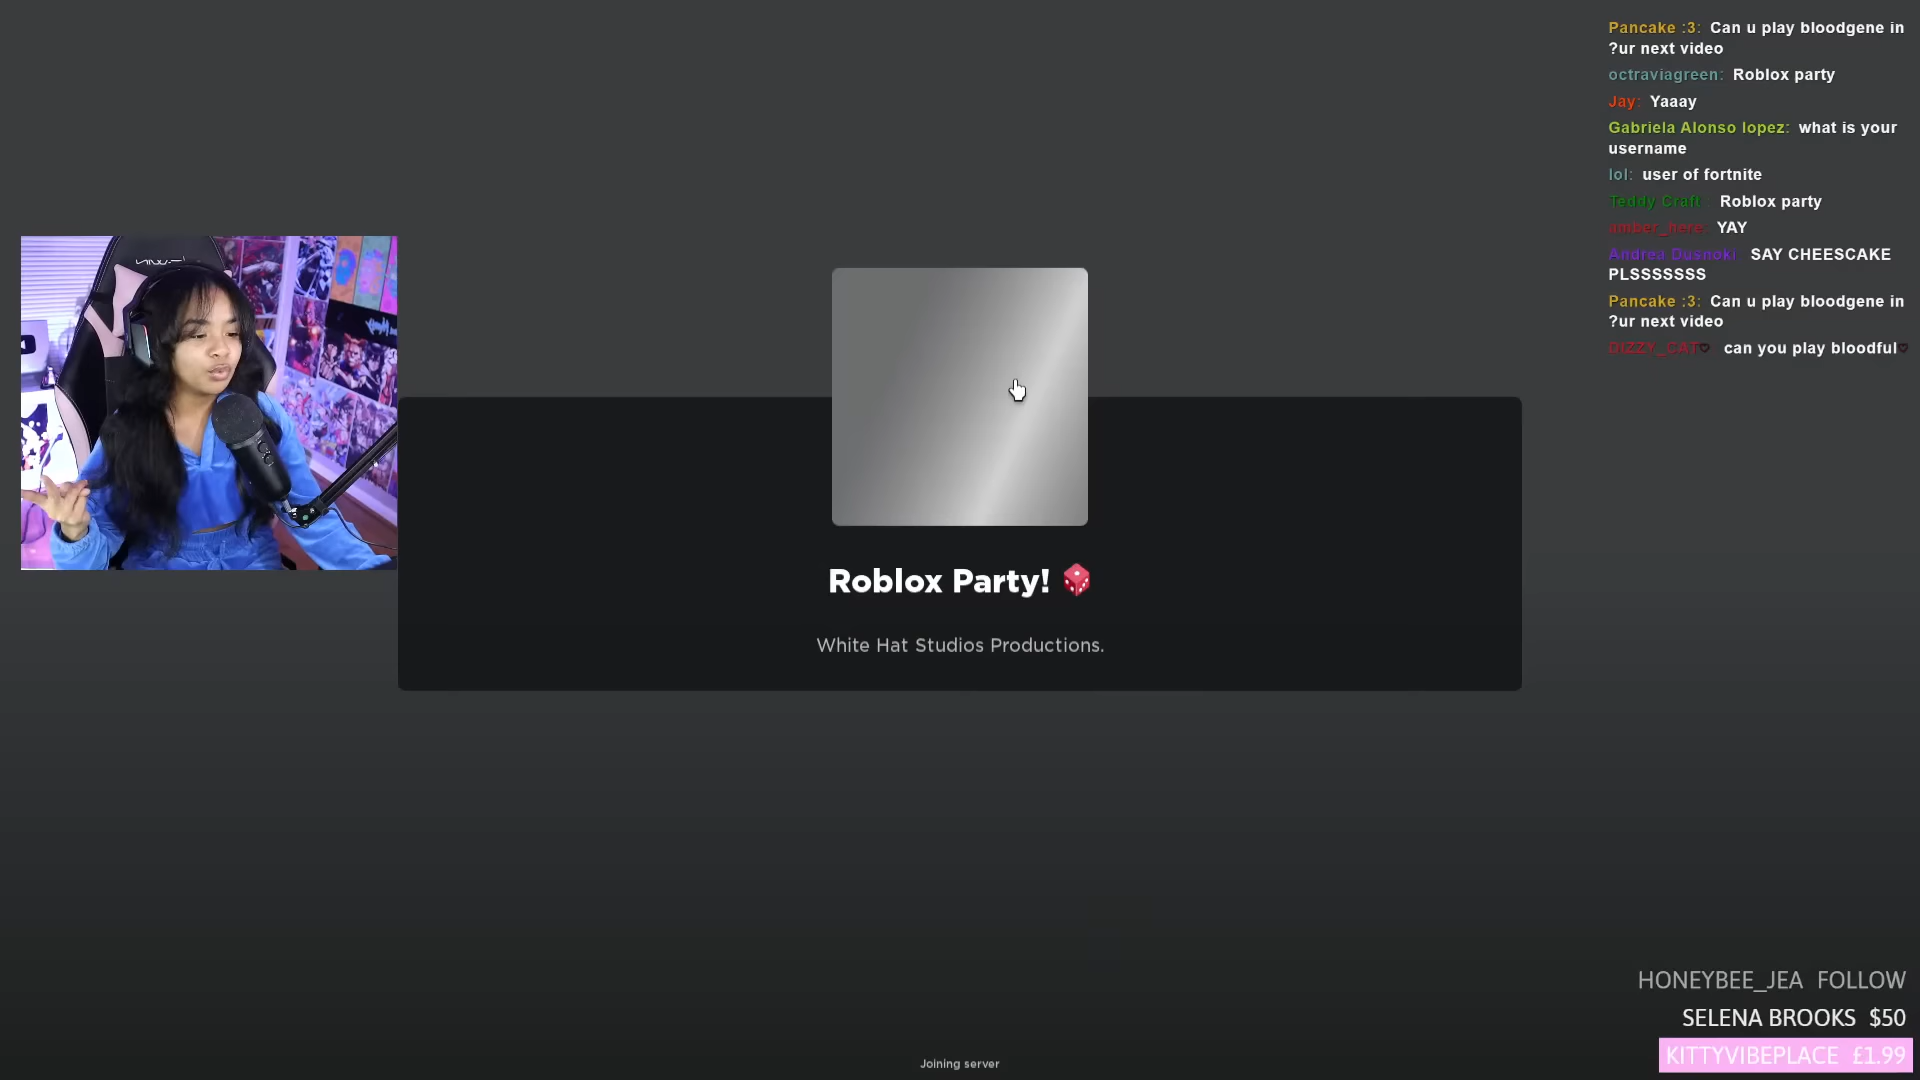 Pancake :3: Can u play bloodgene in
?ur next video
octraviagreen: Roblox party
Jay: Yaaay
Gabriela Alonso lopez: what is your
username
lol: user of fortnite
Teddy Craft : Roblox party
amber_here: YAY
Andrea Dusnoki: SAY CHEESCAKE
PLSSSSSSS
Pancake :3: Can u play bloodgene in
?ur next video
DIZZY_CAT♡ can you play bloodful♡
Roblox Party! 🎲
White Hat Studios Productions.
HONEYBEE_JEA FOLLOW
SELENA BROOKS $50
KITTYVIBEPLACE £1.99
Joining server